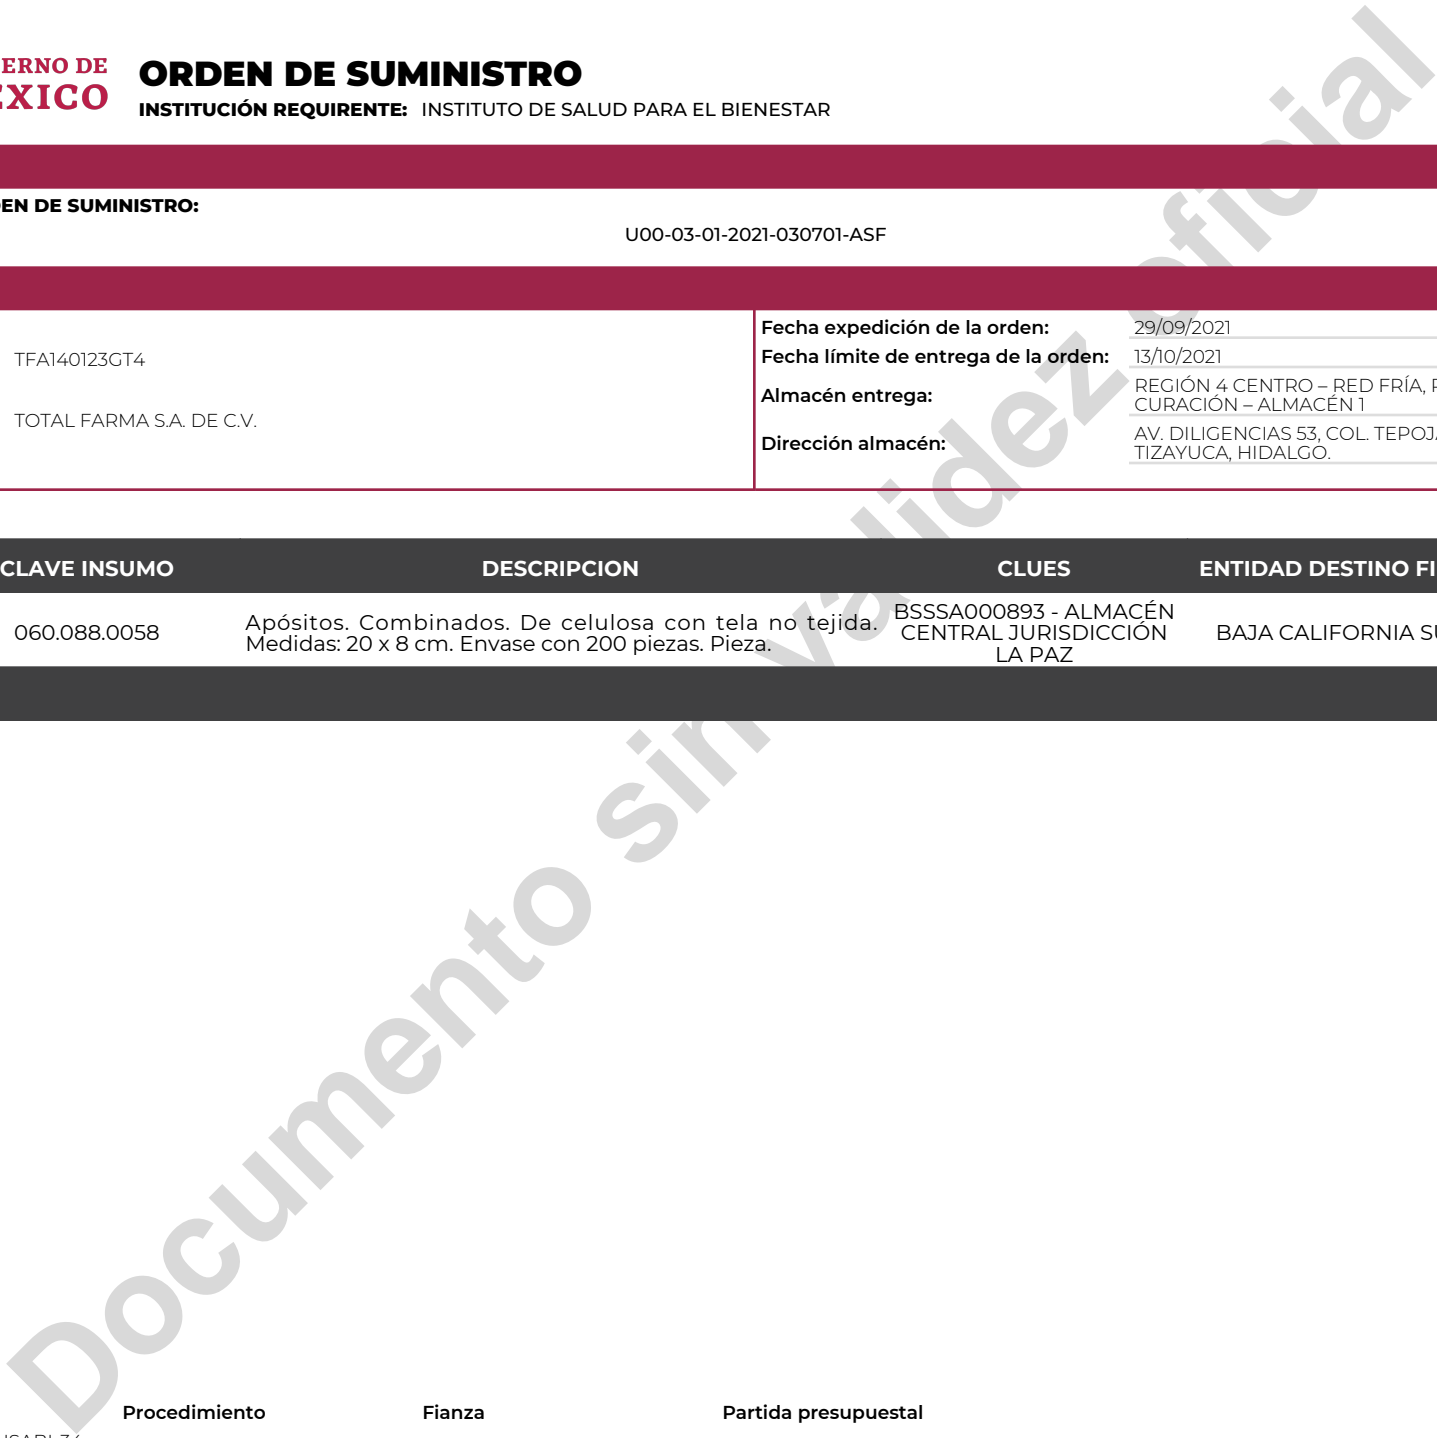 ERNO DE
ÉXICO
ORDEN DE SUMINISTRO
INSTITUCIÓN REQUIRENTE: INSTITUTO DE SALUD PARA EL BIENESTAR
EN DE SUMINISTRO:
U00-03-01-2021-030701-ASF
TFA140123GT4
TOTAL FARMA S.A. DE C.V.
Fecha expedición de la orden: 29/09/2021
Fecha límite de entrega de la orden: 13/10/2021
Almacén entrega: REGIÓN 4 CENTRO – RED FRÍA,
CURACIÓN – ALMACÉN 1
Dirección almacén: AV. DILIGENCIAS 53, COL. TEPOJA
TIZAYUCA, HIDALGO.
CLAVE INSUMO DESCRIPCION CLUES ENTIDAD DESTINO FI
060.088.0058
Apósitos. Combinados. De celulosa con tela no tejida.
Medidas: 20 x 8 cm. Envase con 200 piezas. Pieza.
BSSSA000893 - ALMACÉN
CENTRAL JURISDICCIÓN
LA PAZ
BAJA CALIFORNIA SU
Documento sin validez oficial
Procedimiento Fianza Partida presupuestal